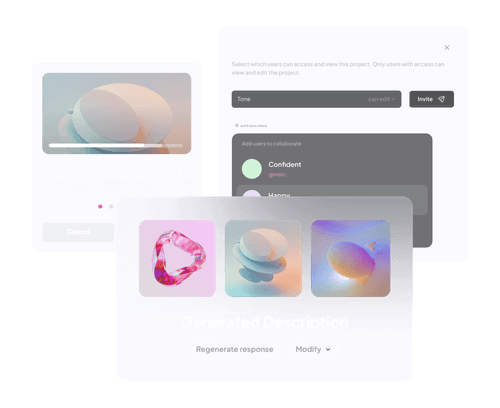 Select which users can access and view this project. Only users with access can
view and edit the project.
Tone
can edit
Invite
Add users to collaborate
Confident
Happy
Cancel
Generated Description
Regenerate response
Modify